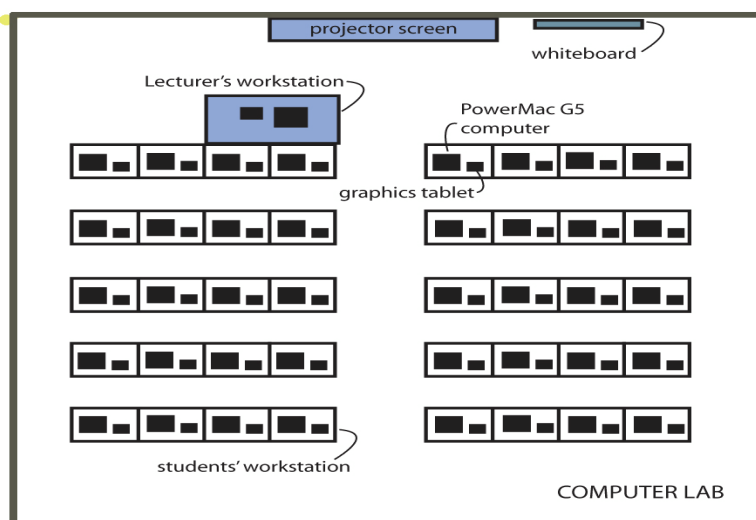 projector screen
whiteboard
Lecturer's workstation
PowerMac G5
computer
graphics tablet
students' workstation
COMPUTER LAB